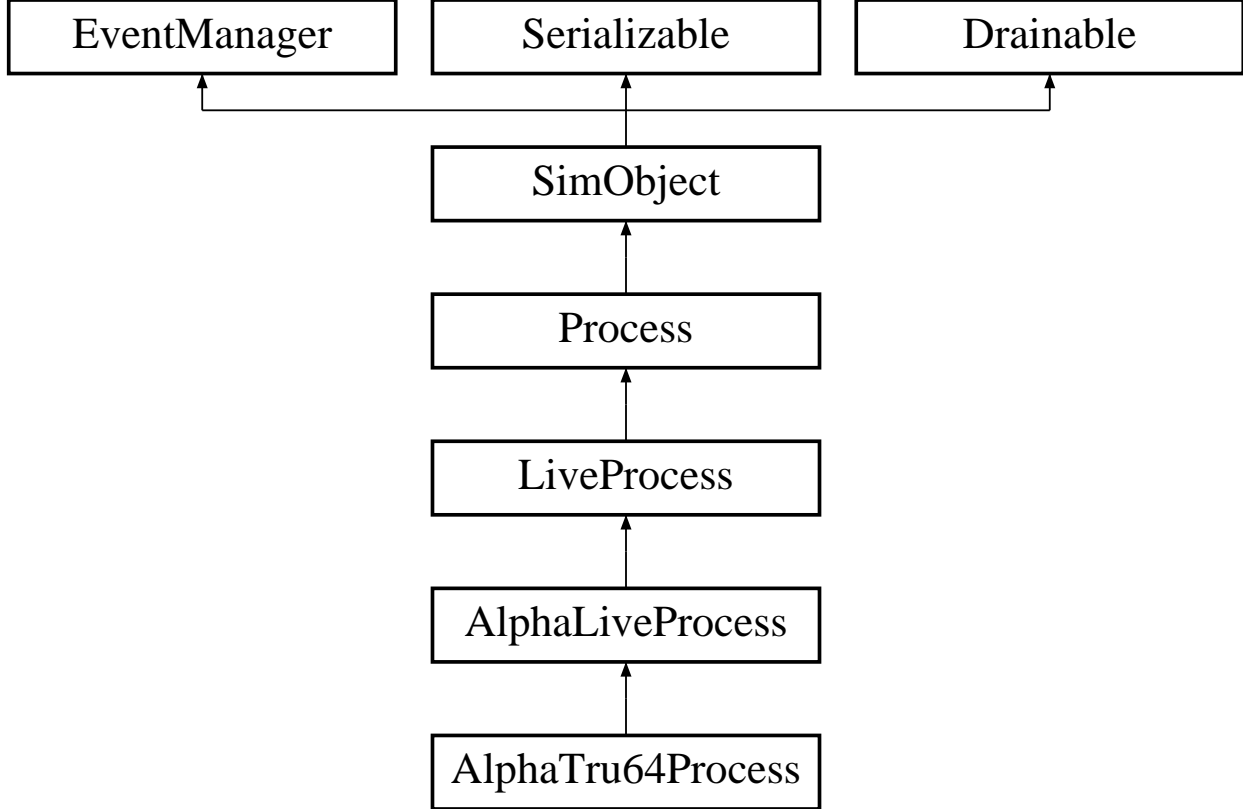 EventManager
Serializable
Drainable
SimObject
Process
LiveProcess
AlphaLiveProcess
AlphaTru64Process